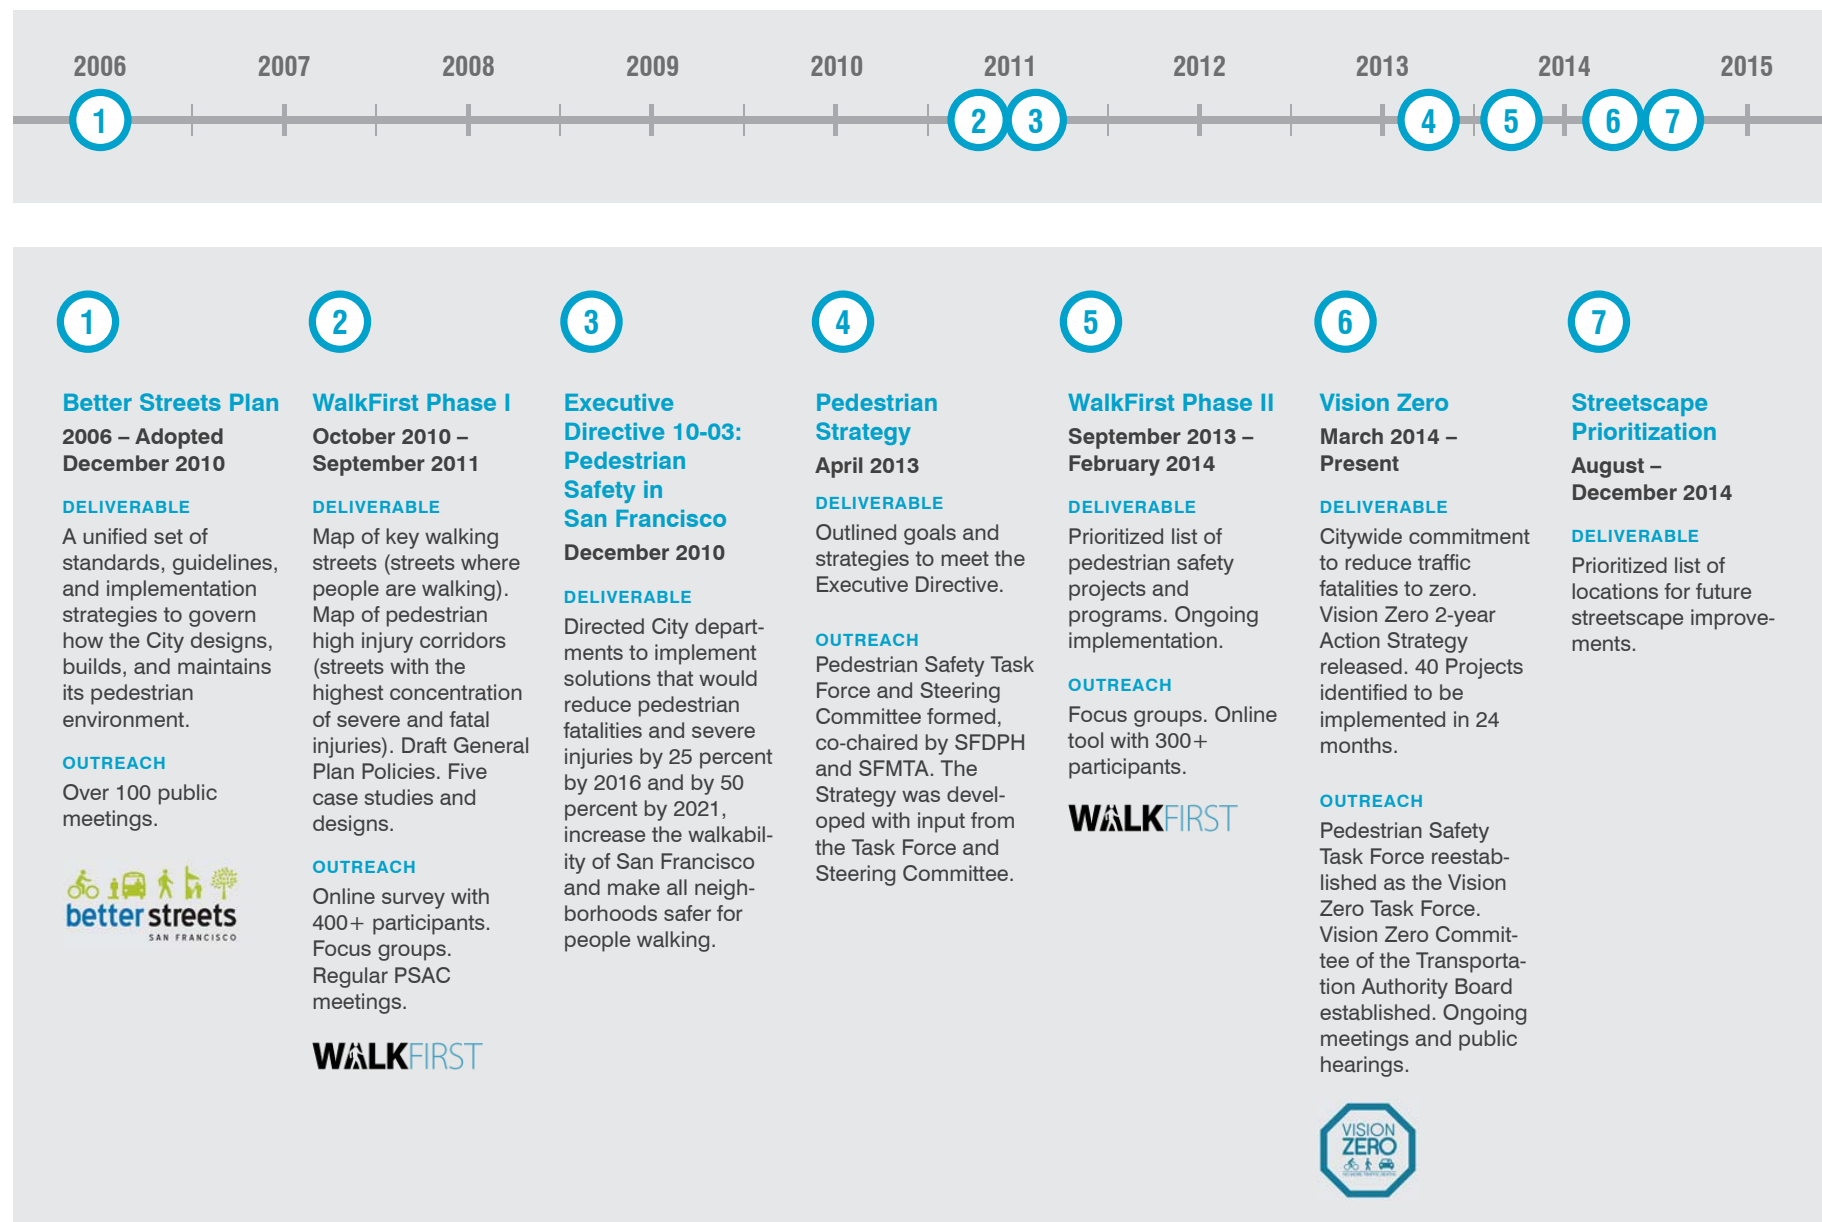 2006 2007 2008 2009 2010 2011 2012 2013 2014 2015
1 2 3 4 5 6 7
1
Better Streets Plan
2006 – Adopted
December 2010
DELIVERABLE
A unified set of
standards, guidelines,
and implementation
strategies to govern
how the City designs,
builds, and maintains
its pedestrian
environment.
OUTREACH
Over 100 public
meetings.
better streets
SAN FRANCISCO
2
WalkFirst Phase I
October 2010 –
September 2011
DELIVERABLE
Map of key walking
streets (streets where
people are walking).
Map of pedestrian
high injury corridors
(streets with the
highest concentration
of severe and fatal
injuries). Draft General
Plan Policies. Five
case studies and
designs.
OUTREACH
Online survey with
400+ participants.
Focus groups.
Regular PSAC
meetings.
WALKFIRST
3
Executive
Directive 10-03:
Pedestrian
Safety in
San Francisco
December 2010
DELIVERABLE
Directed City depart-
ments to implement
solutions that would
reduce pedestrian
fatalities and severe
injuries by 25 percent
by 2016 and by 50
percent by 2021,
increase the walkabil-
ity of San Francisco
and make all neigh-
borhoods safer for
people walking.
4
Pedestrian
Strategy
April 2013
DELIVERABLE
Outlined goals and
strategies to meet the
Executive Directive.
OUTREACH
Pedestrian Safety Task
Force and Steering
Committee formed,
co-chaired by SFDPH
and SFMTA. The
Strategy was devel-
oped with input from
the Task Force and
Steering Committee.
5
WalkFirst Phase II
September 2013 –
February 2014
DELIVERABLE
Prioritized list of
pedestrian safety
projects and
programs. Ongoing
implementation.
OUTREACH
Focus groups. Online
tool with 300+
participants.
WALKFIRST
6
Vision Zero
March 2014 –
Present
DELIVERABLE
Citywide commitment
to reduce traffic
fatalities to zero.
Vision Zero 2-year
Action Strategy
released. 40 Projects
identified to be
implemented in 24
months.
OUTREACH
Pedestrian Safety
Task Force reestab-
lished as the Vision
Zero Task Force.
Vision Zero Commit-
tee of the Transporta-
tion Authority Board
established. Ongoing
meetings and public
hearings.
VISION
ZERO
7
Streetscape
Prioritization
August –
December 2014
DELIVERABLE
Prioritized list of
locations for future
streetscape improve-
ments.